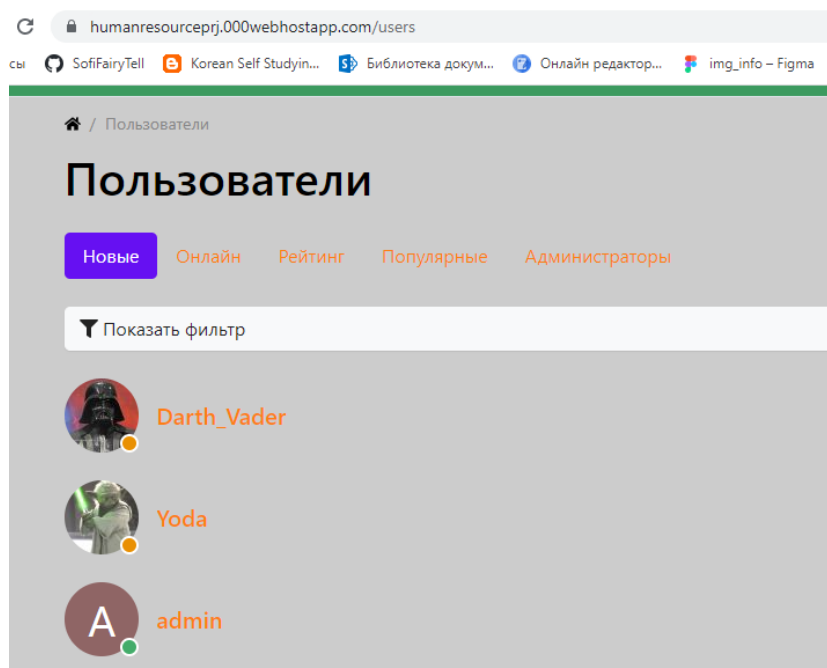 humanresourceprj.000webhostapp.com/users
сы SofiFairyTell Korean Self Studyin... Библиотека докум... Онлайн редактор... img_info – Figma
/ Пользователи
Пользователи
Новые Онлайн Рейтинг Популярные Администраторы
Показать фильтр
Darth_Vader
Yoda
A admin